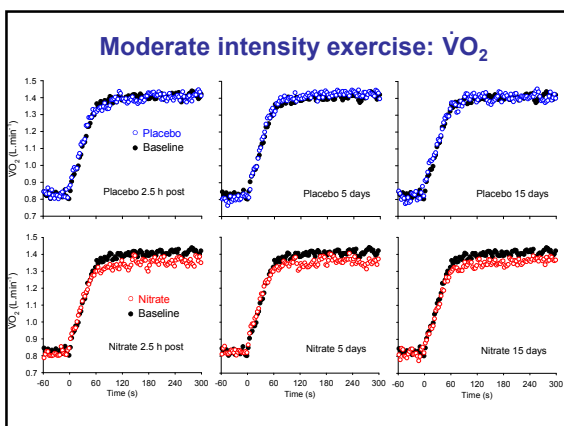 Moderate intensity exercise: V̇O₂
1.5
1.4
1.3
1.2
1.1
1.0
0.9
0.8
0.7
V̇O₂ (L.min⁻¹)
Placebo
Baseline
Placebo 2.5 h post
Placebo 5 days
Placebo 15 days
1.5
1.4
1.3
1.2
1.1
1.0
0.9
0.8
0.7
V̇O₂ (L.min⁻¹)
Nitrate
Baseline
Nitrate 2.5 h post
Nitrate 5 days
Nitrate 15 days
-60 0 60 120 180 240 300
-60 0 60 120 180 240 300
-60 0 60 120 180 240 300
Time (s)
Time (s)
Time (s)